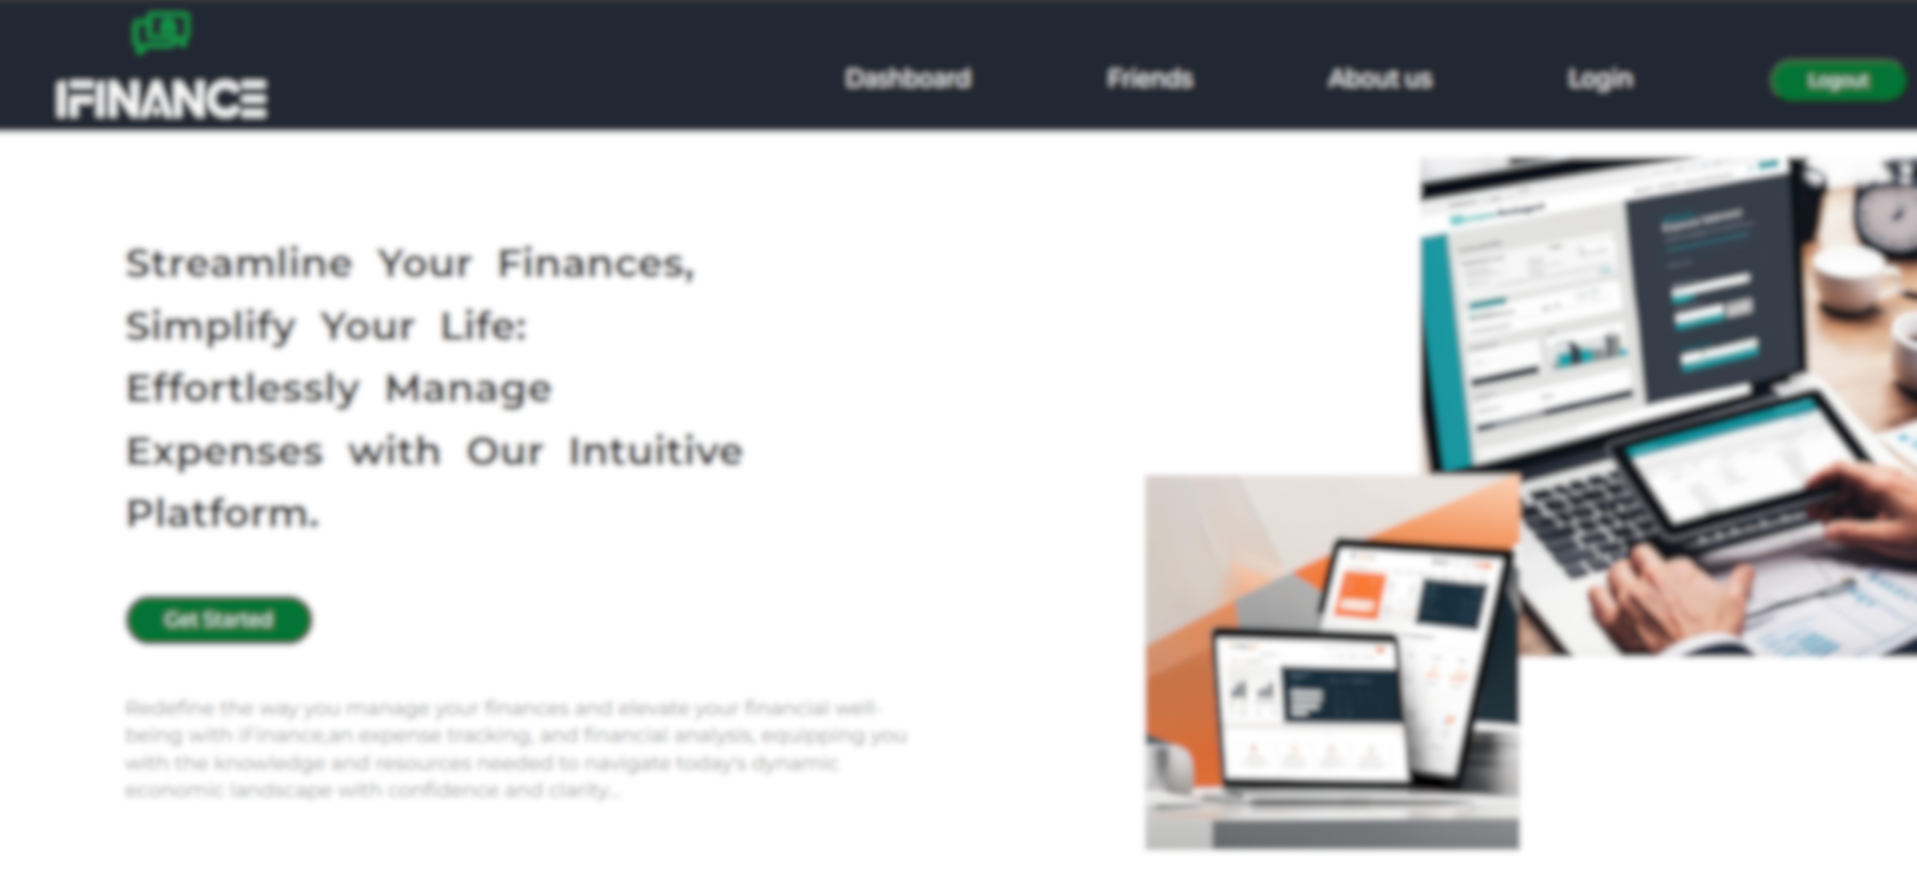 IFINANCE
Dashboard
Friends
About us
Login
Logout
Streamline Your Finances,
Simplify Your Life:
Effortlessly Manage
Expenses with Our Intuitive
Platform.
Get Started
Redefine the way you manage your finances and elevate your financial well-
being with iFinance,an expense tracking, and financial analysis, equipping you
with the knowledge and resources needed to navigate today's dynamic
economic landscape with confidence and clarity...